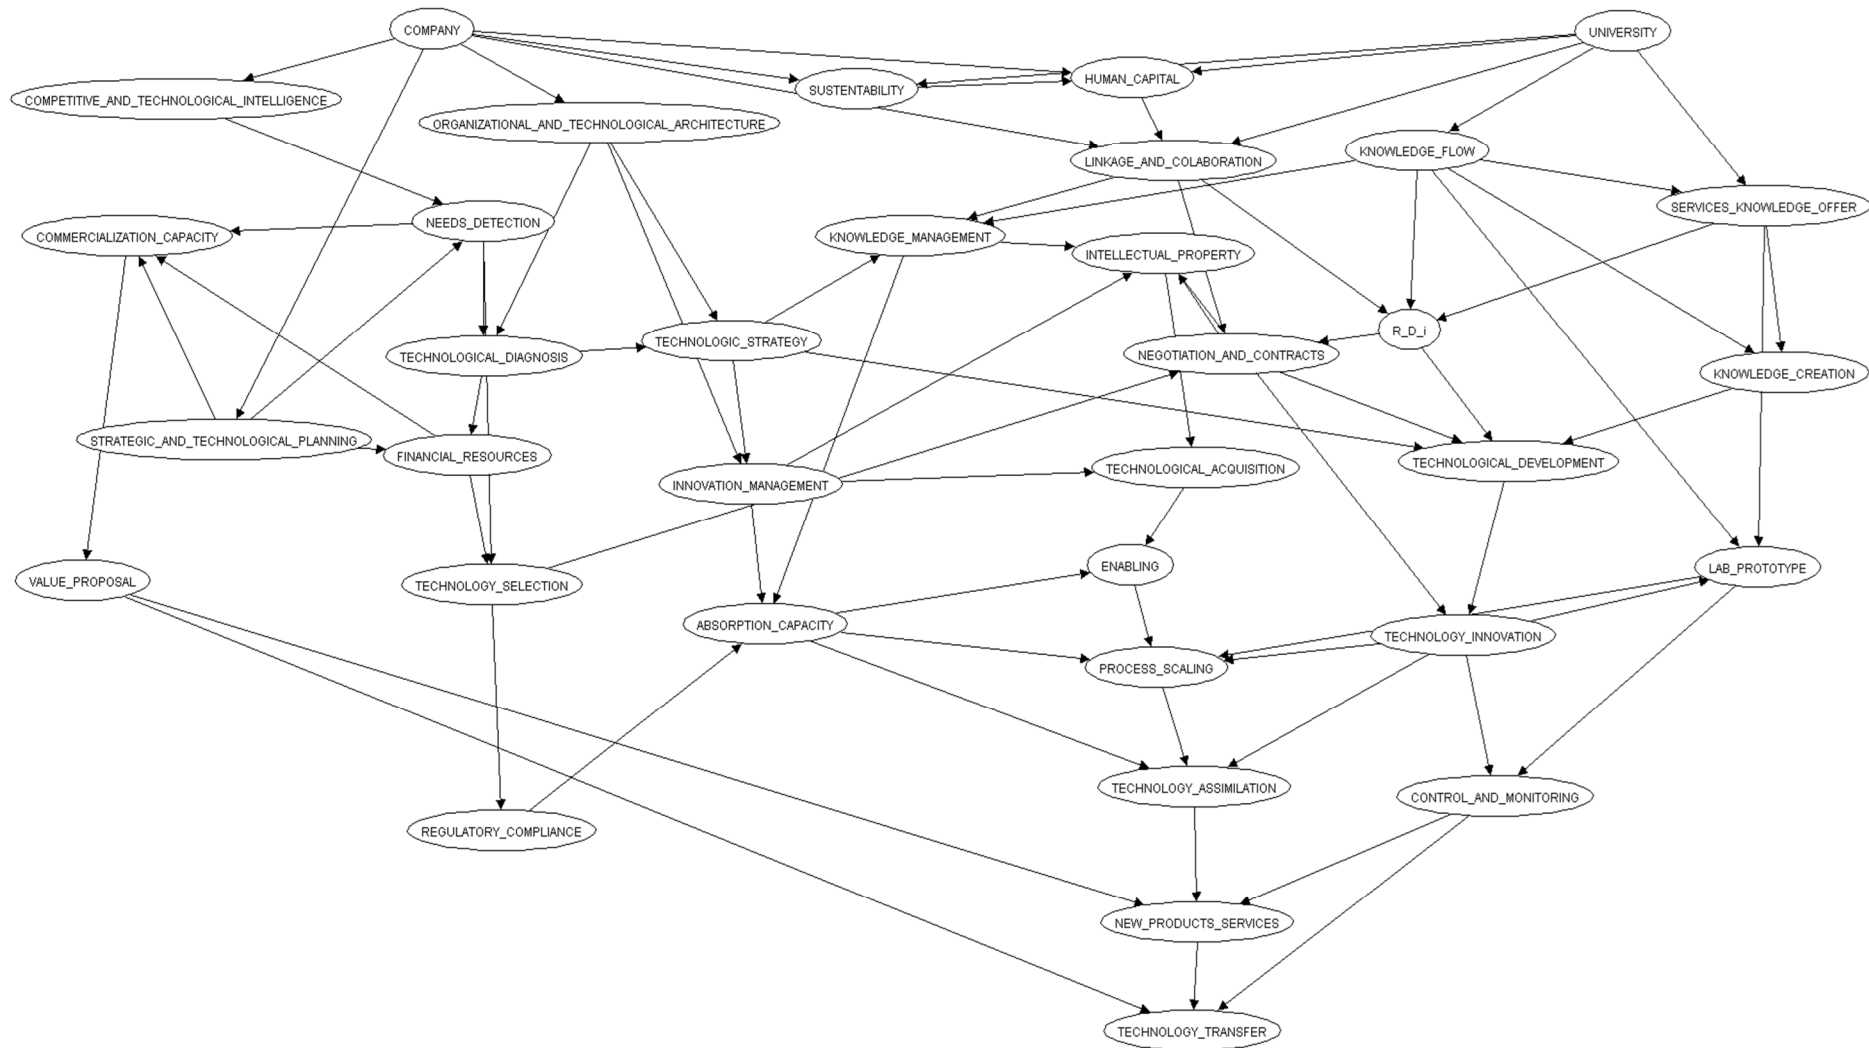 COMPANY
UNIVERSITY
HUMAN_CAPITAL
SUSTENTABILITY
COMPETITIVE_AND_TECHNOLOGICAL_INTELLIGENCE
ORGANIZATIONAL_AND_TECHNOLOGICAL_ARCHITECTURE
KNOWLEDGE_FLOW
LINKAGE_AND_COLABORATION
SERVICES_KNOWLEDGE_OFFER
NEEDS_DETECTION
COMMERCIALIZATION_CAPACITY
KNOWLEDGE_MANAGEMENT
INTELLECTUAL_PROPERTY
R_D_i
TECHNOLOGIC_STRATEGY
TECHNOLOGICAL_DIAGNOSIS
NEGOTIATION_AND_CONTRACTS
KNOWLEDGE_CREATION
STRATEGIC_AND_TECHNOLOGICAL_PLANNING
FINANCIAL_RESOURCES
TECHNOLOGICAL_ACQUISITION
TECHNOLOGICAL_DEVELOPMENT
INNOVATION_MANAGEMENT
ENABLING
LAB_PROTOTYPE
VALUE_PROPOSAL
TECHNOLOGY_SELECTION
ABSORPTION_CAPACITY
TECHNOLOGY_INNOVATION
PROCESS_SCALING
TECHNOLOGY_ASSIMILATION
CONTROL_AND_MONITORING
REGULATORY_COMPLIANCE
NEW_PRODUCTS_SERVICES
TECHNOLOGY_TRANSFER